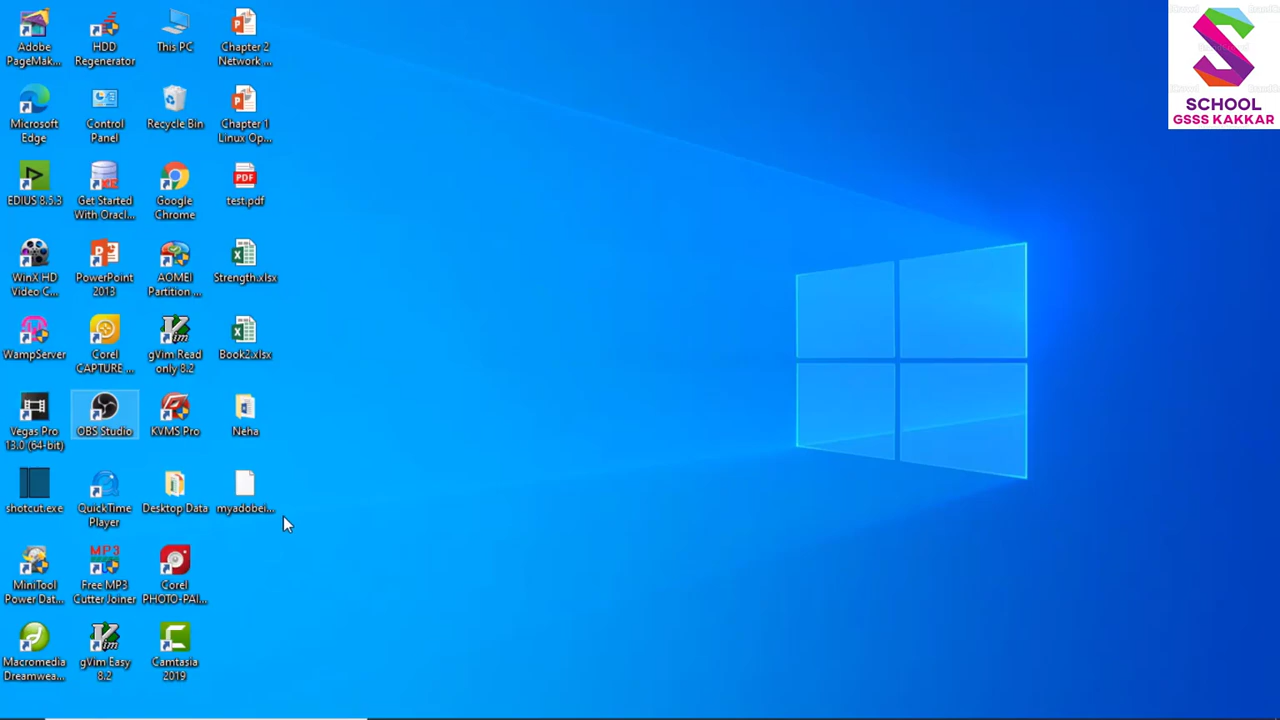 Adobe
PageMak...
HDD
Regenerator
This PC
Chapter 2
Network ...
Microsoft
Edge
Control
Panel
Recycle Bin
Chapter 1
Linux Op...
EDIUS 8.5.3
Get Started
With Oracl...
Google
Chrome
PDF
test.pdf
WinX HD
Video C...
PowerPoint
2013
AOMEI
Partition ...
Strength.xlsx
WampServer
Corel
CAPTURE ...
gVim Read
only 8.2
Book2.xlsx
Vegas Pro
13.0 (64-bit)
OBS Studio
KVMS Pro
Neha
shotcut.exe
QuickTime
Player
Desktop Data
myadobei...
MiniTool
Power Dat...
MP3
Free MP3
Cutter Joiner
Corel
PHOTO-PAI...
Macromedia
Dreamwea...
gVim Easy
8.2
Camtasia
2019
SCHOOL
GSSS KAKKAR